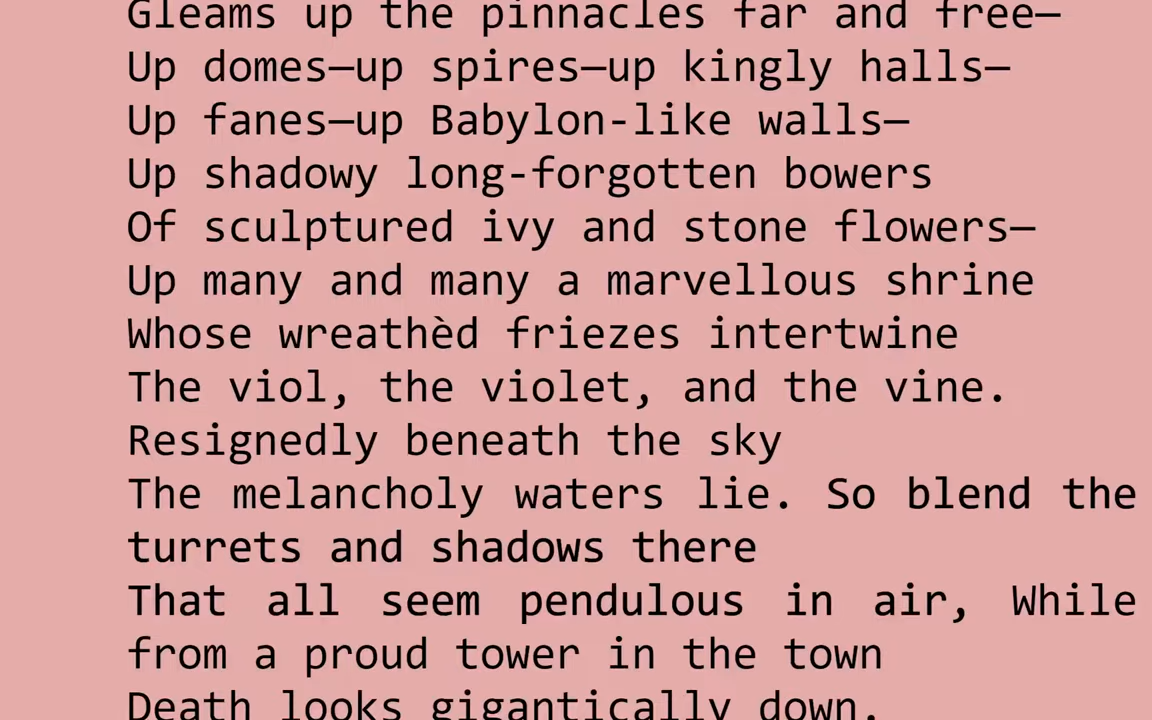 Gleams up the pinnacles far and free—
Up domes—up spires—up kingly halls—
Up fanes—up Babylon-like walls—
Up shadowy long-forgotten bowers
Of sculptured ivy and stone flowers—
Up many and many a marvellous shrine
Whose wreathèd friezes intertwine
The viol, the violet, and the vine.
Resignedly beneath the sky
The melancholy waters lie. So blend the
turrets and shadows there
That all seem pendulous in air, While
from a proud tower in the town
Death looks gigantically down.